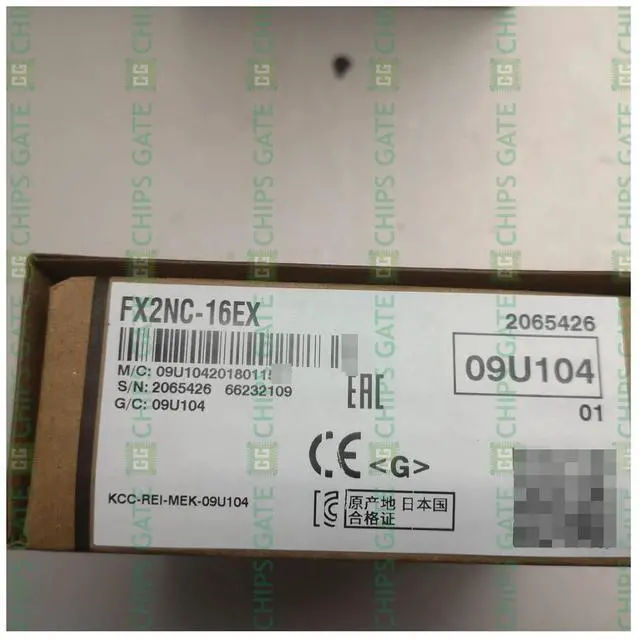 FX2NC-16EX
2065426
M/C: 09U10420180115
S/N: 2065426 66232109
G/C: 09U104
09U104
01
EAC
CE <G>
KCC-REI-MEK-09U104
原产地 日本国
合格证
CHIPS GATE